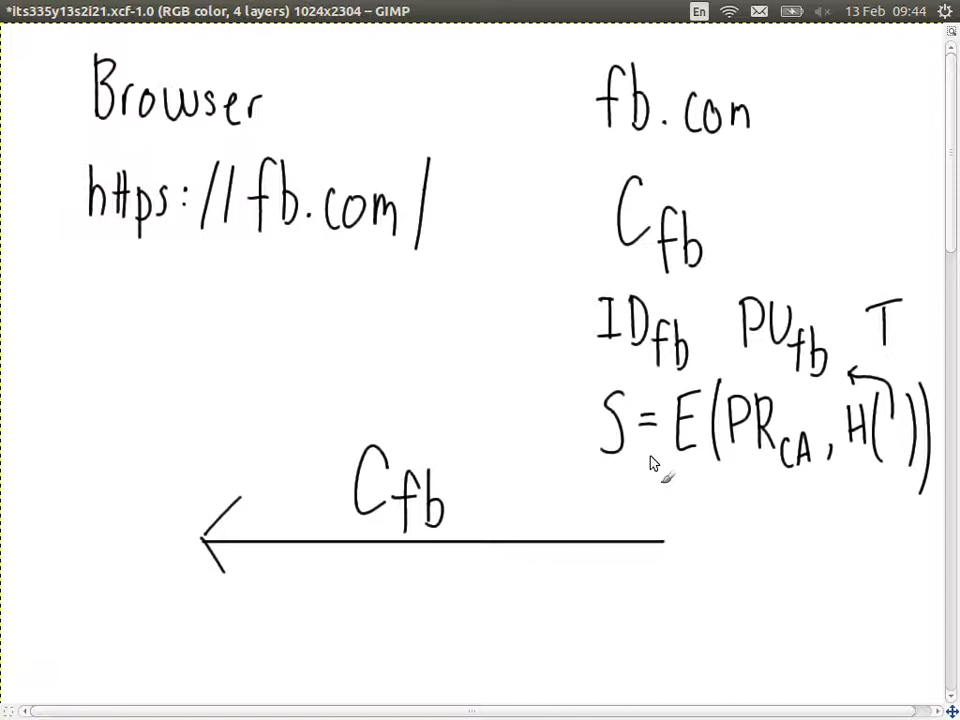 *its335y13s2i21.xcf-1.0 (RGB color, 4 layers) 1024x2304 – GIMP
En 13 Feb 09:44
Browser
fb.con
https://fb.com/
Cfb
IDfb PUfb T
S = E(PRCA, H( ))
Cfb